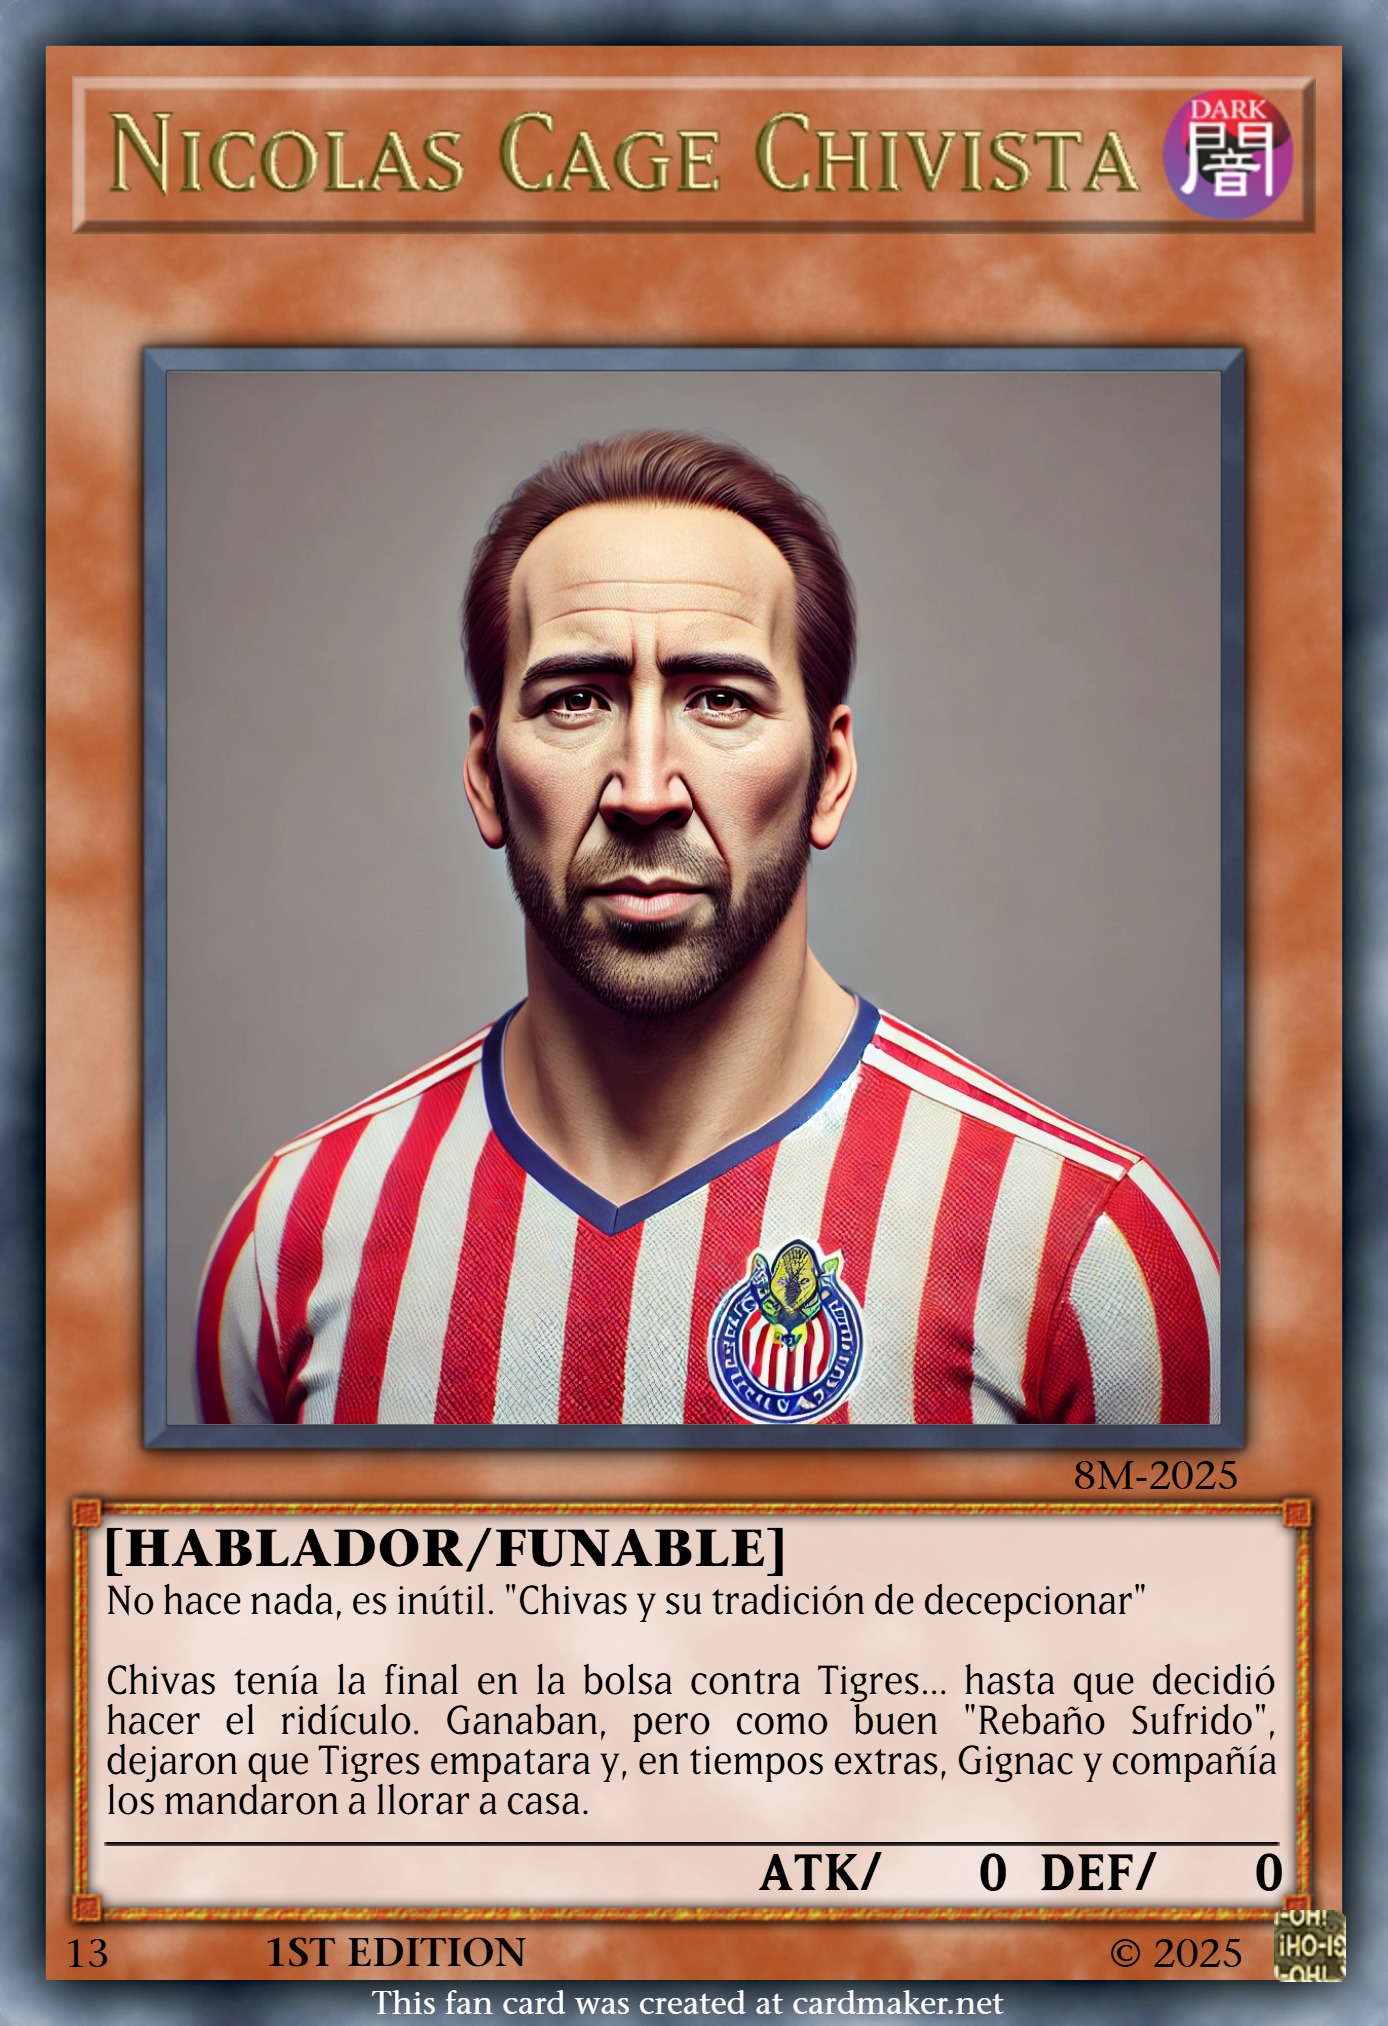 NICOLAS CAGE CHIVISTA
DARK
闇
8M-2025
[HABLADOR/FUNABLE]
No hace nada, es inútil. "Chivas y su tradición de decepcionar"
Chivas tenía la final en la bolsa contra Tigres... hasta que decidió
hacer el ridículo. Ganaban, pero como buen "Rebaño Sufrido",
dejaron que Tigres empatara y, en tiempos extras, Gignac y compañía
los mandaron a llorar a casa.
ATK/ 0 DEF/ 0
13 1ST EDITION © 2025
This fan card was created at cardmaker.net